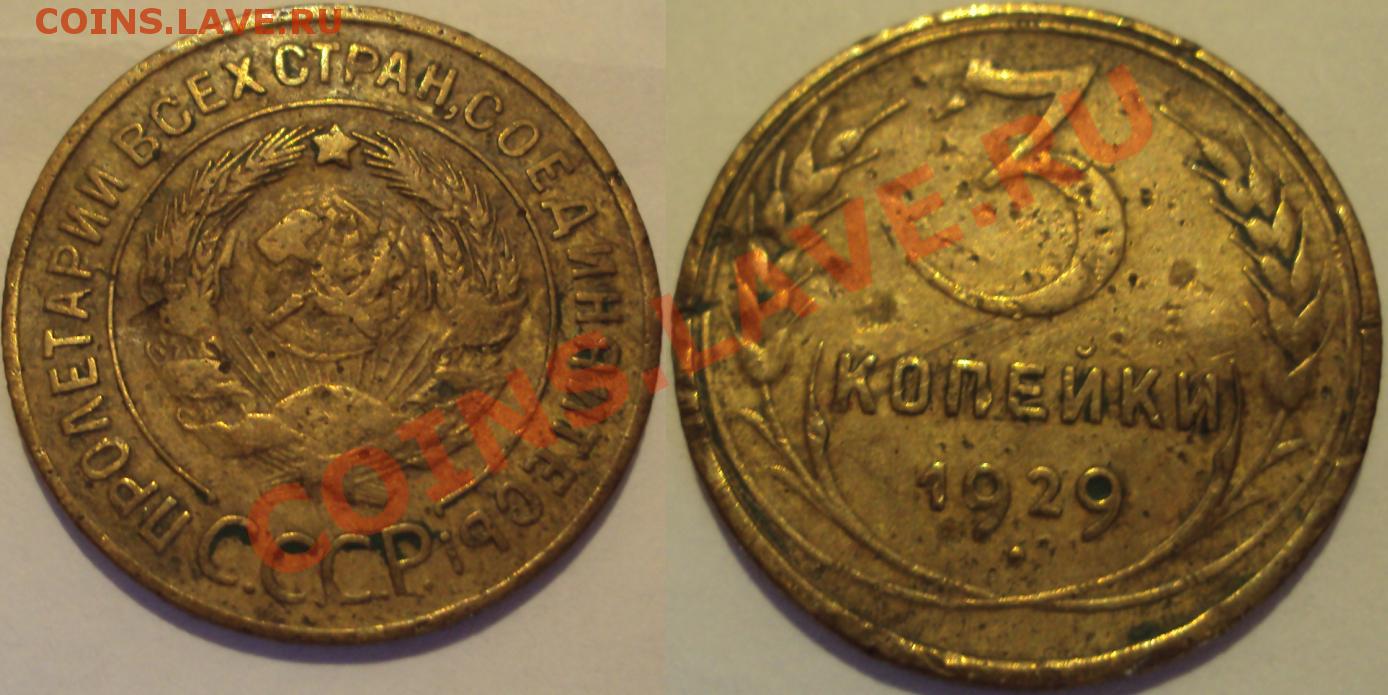 COINS.LAVE.RU
ПРОЛЕТАРИИ ВСЕХ СТРАН, СОЕДИНЯЙТЕСЬ!
С.С.С.Р.
3
КОПЕЙКИ
1929
COINS.LAVE.RU